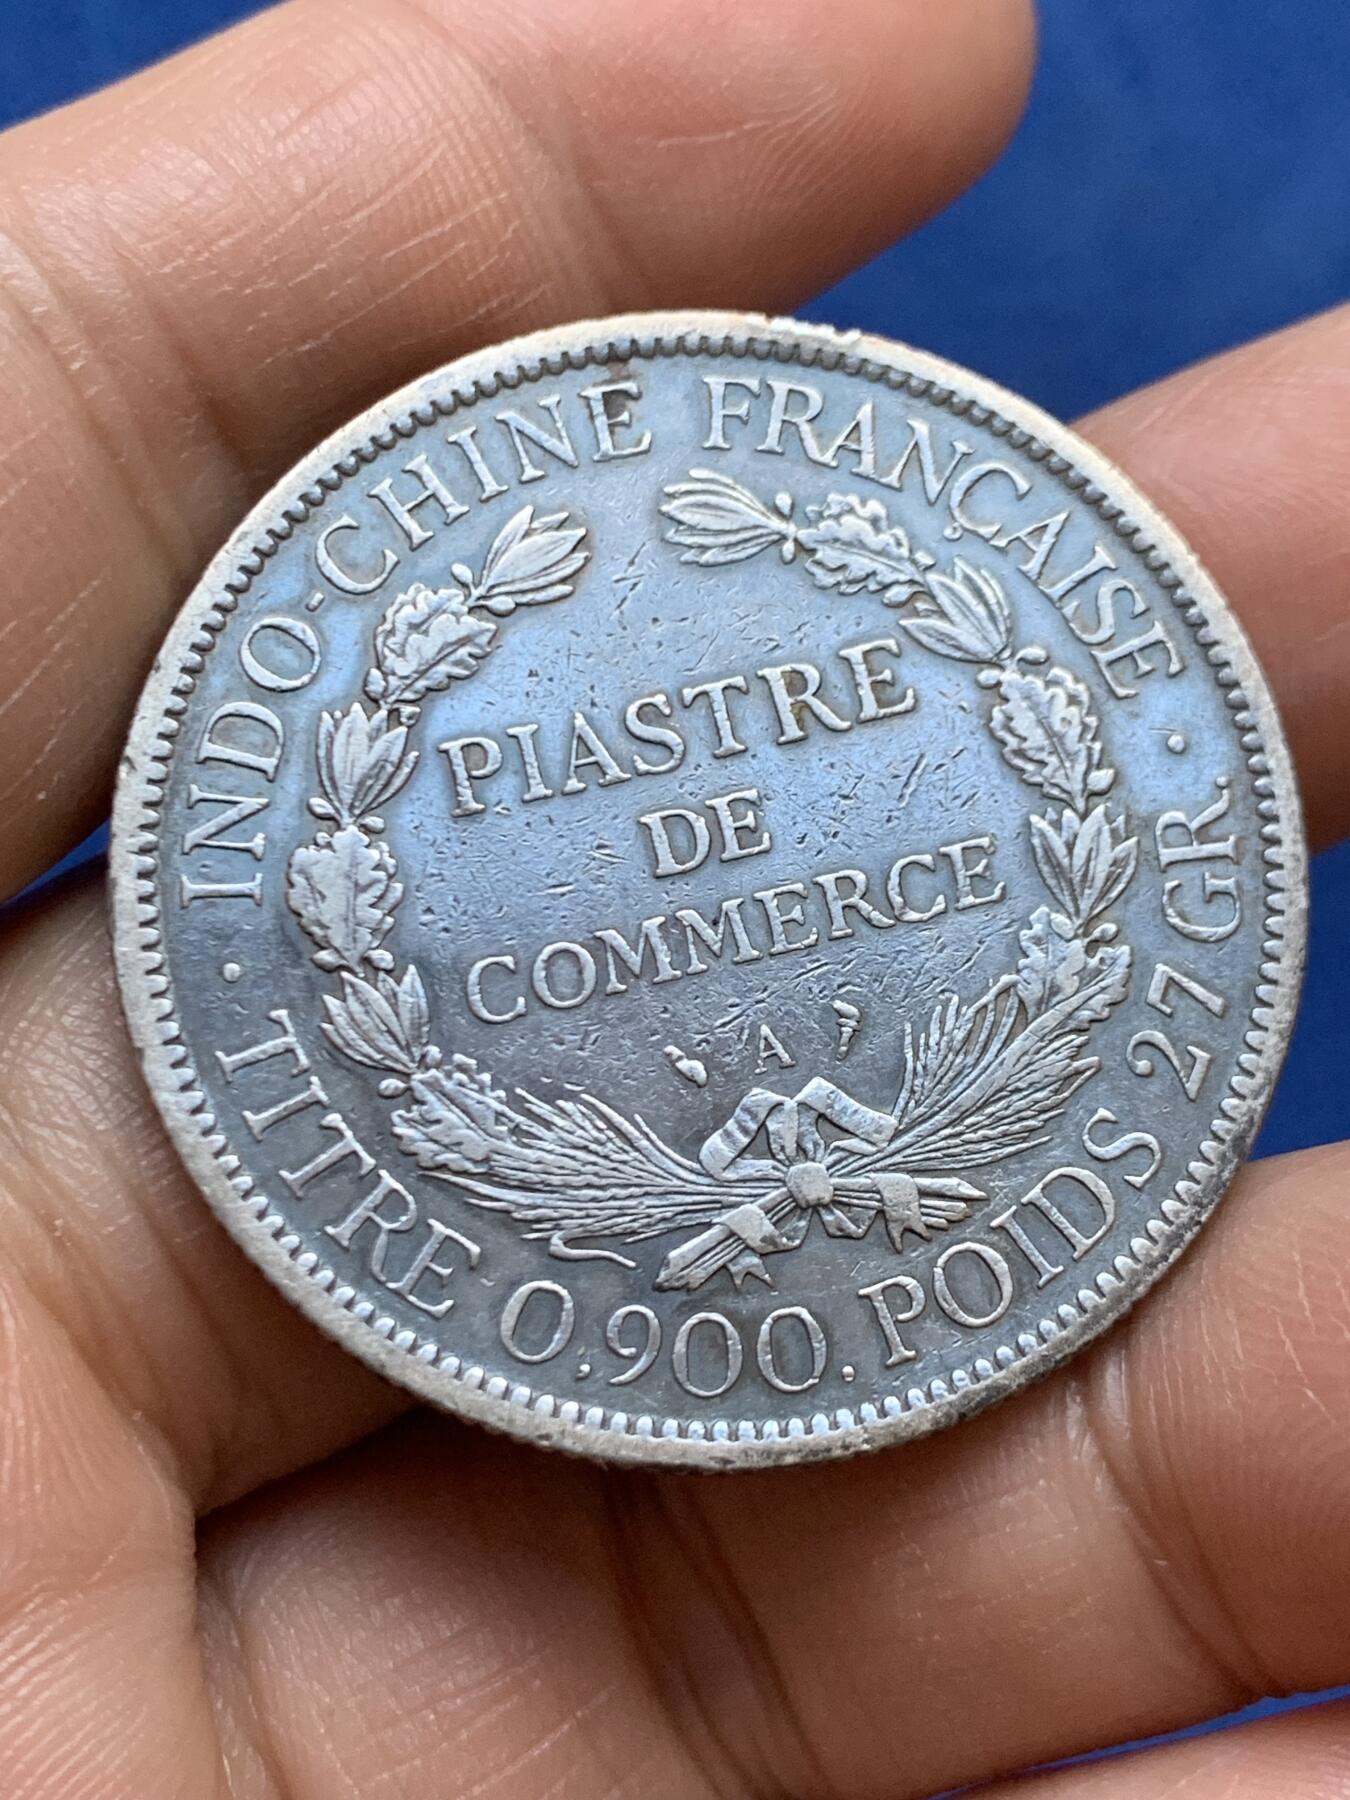 INDO-CHINE FRANÇAISE
PIASTRE
DE
COMMERCE
A
· TITRE 0,900. POIDS 27 GR. ·